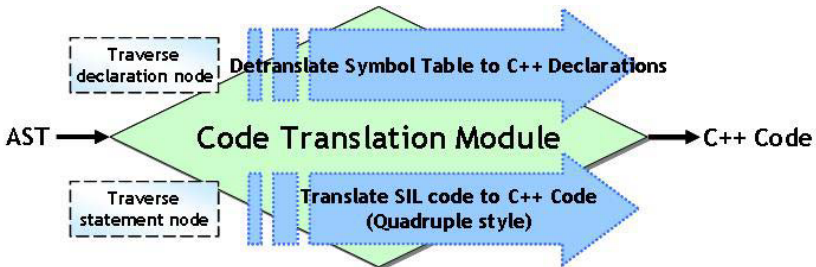 Traverse
declaration node
Detranslate Symbol Table to C++ Declarations
AST
Code Translation Module
C++ Code
Traverse
statement node
Translate SIL code to C++ Code
(Quadruple style)